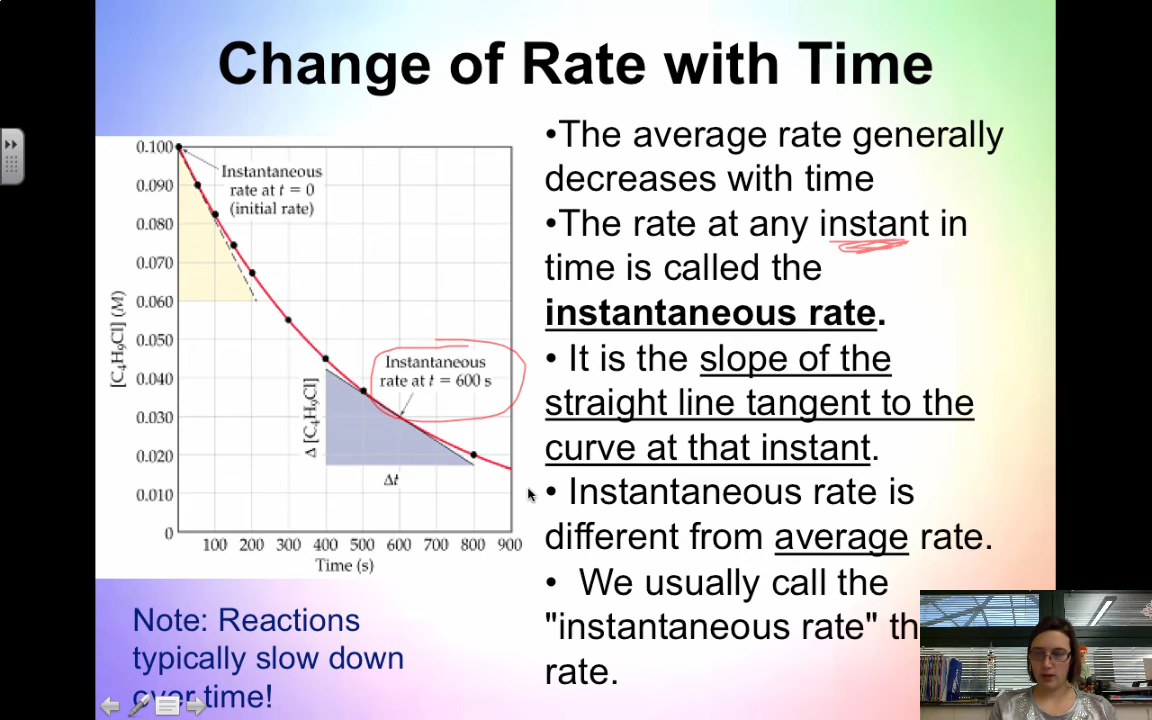 Change of Rate with Time
0.100
0.090
0.080
0.070
0.060
0.050
0.040
0.030
0.020
0.010
0
[C₄H₉Cl] (M)
Instantaneous
rate at t = 0
(initial rate)
Instantaneous
rate at t = 600 s
Δ [C₄H₉Cl]
Δt
100 200 300 400 500 600 700 800 900
Time (s)
Note: Reactions
typically slow down
over time!
•The average rate generally
decreases with time
•The rate at any instant in
time is called the
instantaneous rate.
• It is the slope of the
straight line tangent to the
curve at that instant.
• Instantaneous rate is
different from average rate.
• We usually call the
"instantaneous rate" th
rate.